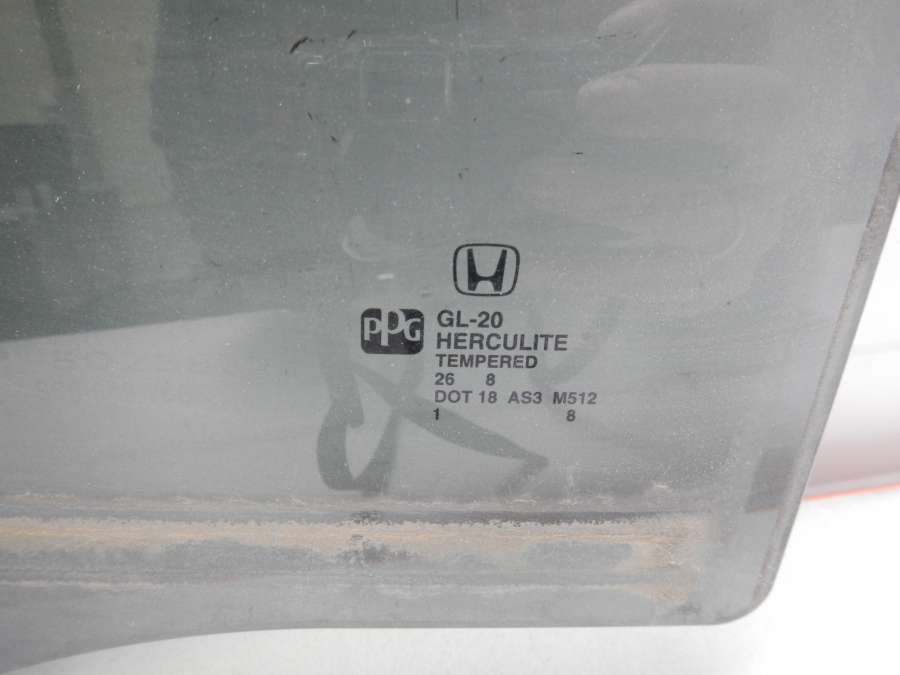 PPG GL-20
HERCULITE
TEMPERED
26 8
DOT 18 AS3 M512
1 8